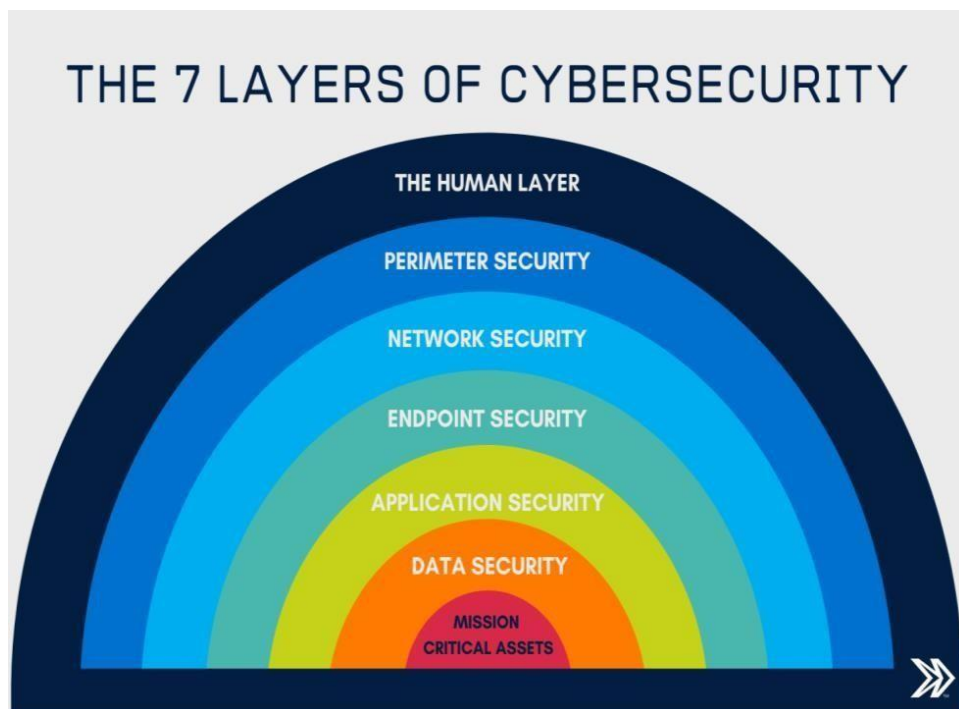 THE 7 LAYERS OF CYBERSECURITY
THE HUMAN LAYER
PERIMETER SECURITY
NETWORK SECURITY
ENDPOINT SECURITY
APPLICATION SECURITY
DATA SECURITY
MISSION
CRITICAL ASSETS